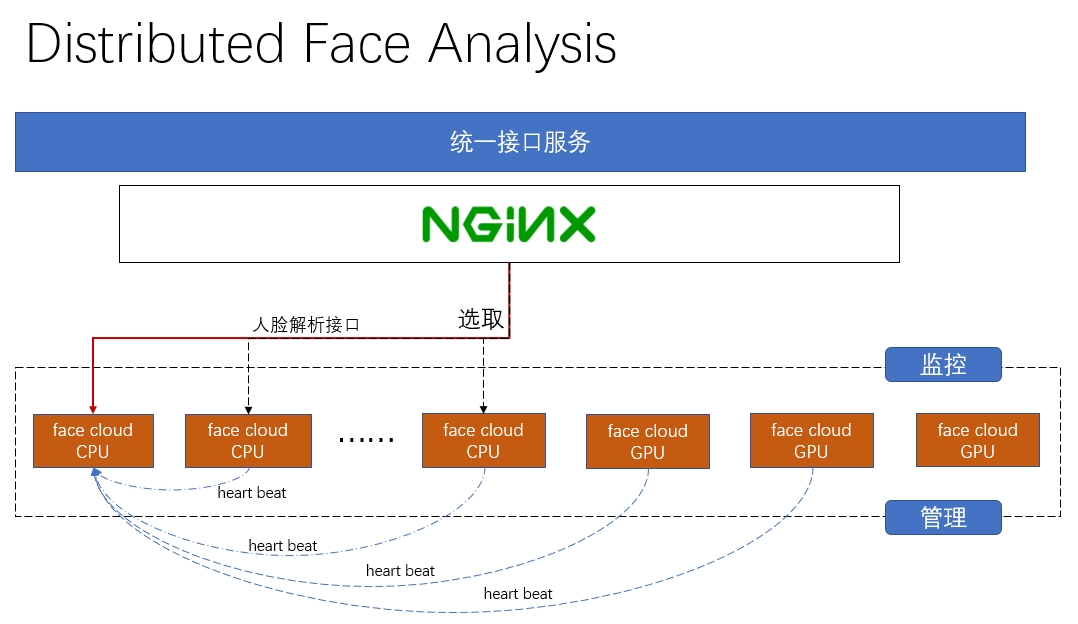 Distributed Face Analysis
统一接口服务
NGiNX
人脸解析接口
选取
监控
face cloud
CPU
face cloud
CPU
......
face cloud
CPU
face cloud
GPU
face cloud
GPU
face cloud
GPU
heart beat
管理
heart beat
heart beat
heart beat